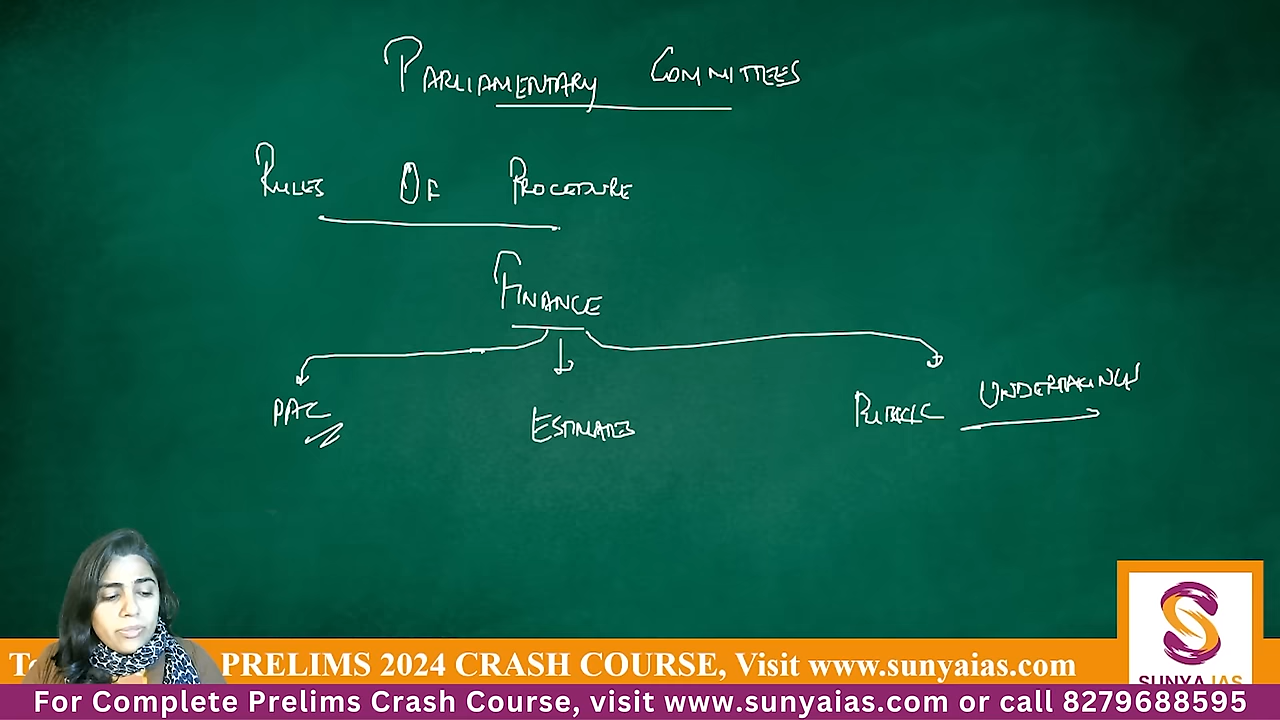 PARLIAMENTARY COMMITTEES
RULES OF PROCEDURE
FINANCE
PAC ESTIMATES PUBLIC UNDERTAKINGS
PRELIMS 2024 CRASH COURSE, Visit www.sunyaias.com
SUNYA IAS
For Complete Prelims Crash Course, visit www.sunyaias.com or call 8279688595